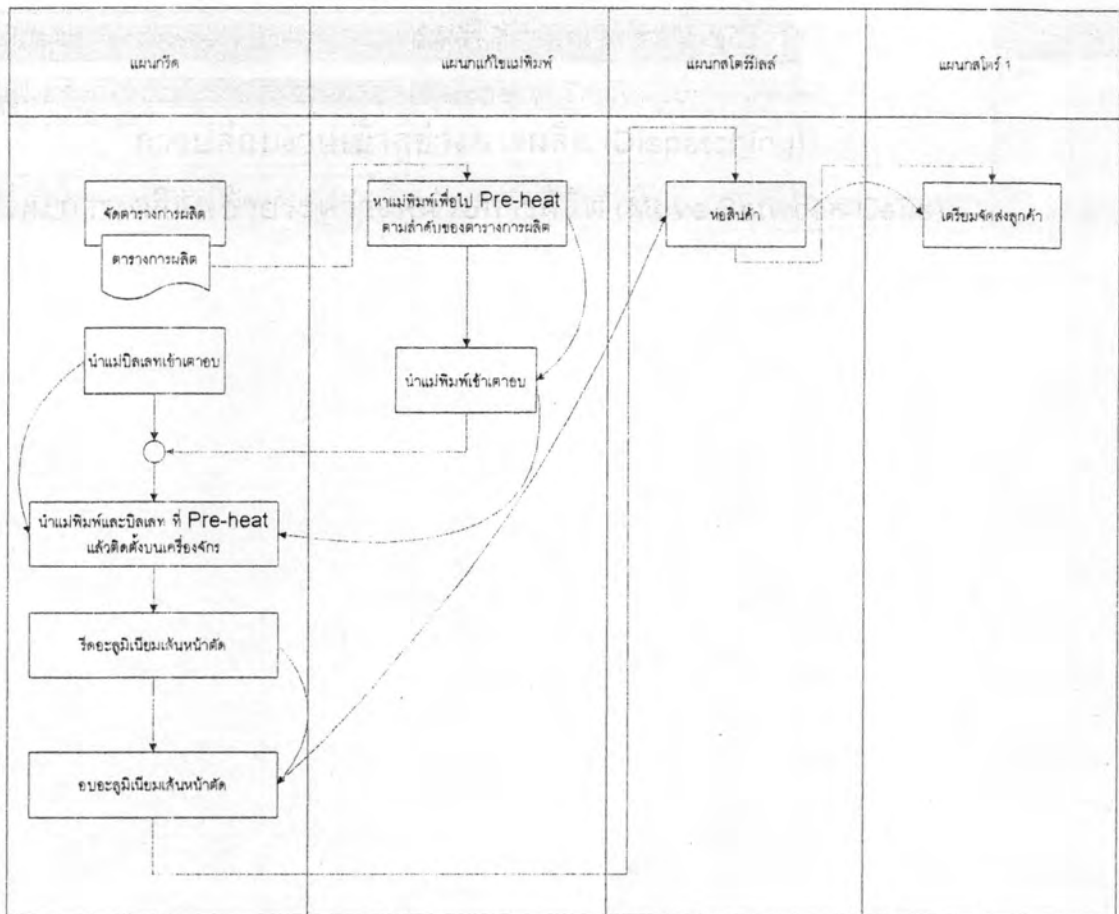 แผนกรีด
แผนกแก้ไขแม่พิมพ์
แผนกสโตร์มิลล์
แผนกสโตร์ 1
จัดตารางการผลิต
ตารางการผลิต
หาแม่พิมพ์เพื่อไป Pre-heat
ตามลำดับของตารางการผลิต
ห่อสินค้า
เตรียมจัดส่งลูกค้า
นำแม่บิลเลทเข้าเตาอบ
นำแม่พิมพ์เข้าเตาอบ
นำแม่พิมพ์และบิลเลท ที่ Pre-heat
แล้วติดตั้งบนเครื่องจักร
รีดอะลูมิเนียมเส้นหน้าตัด
อบอะลูมิเนียมเส้นหน้าตัด